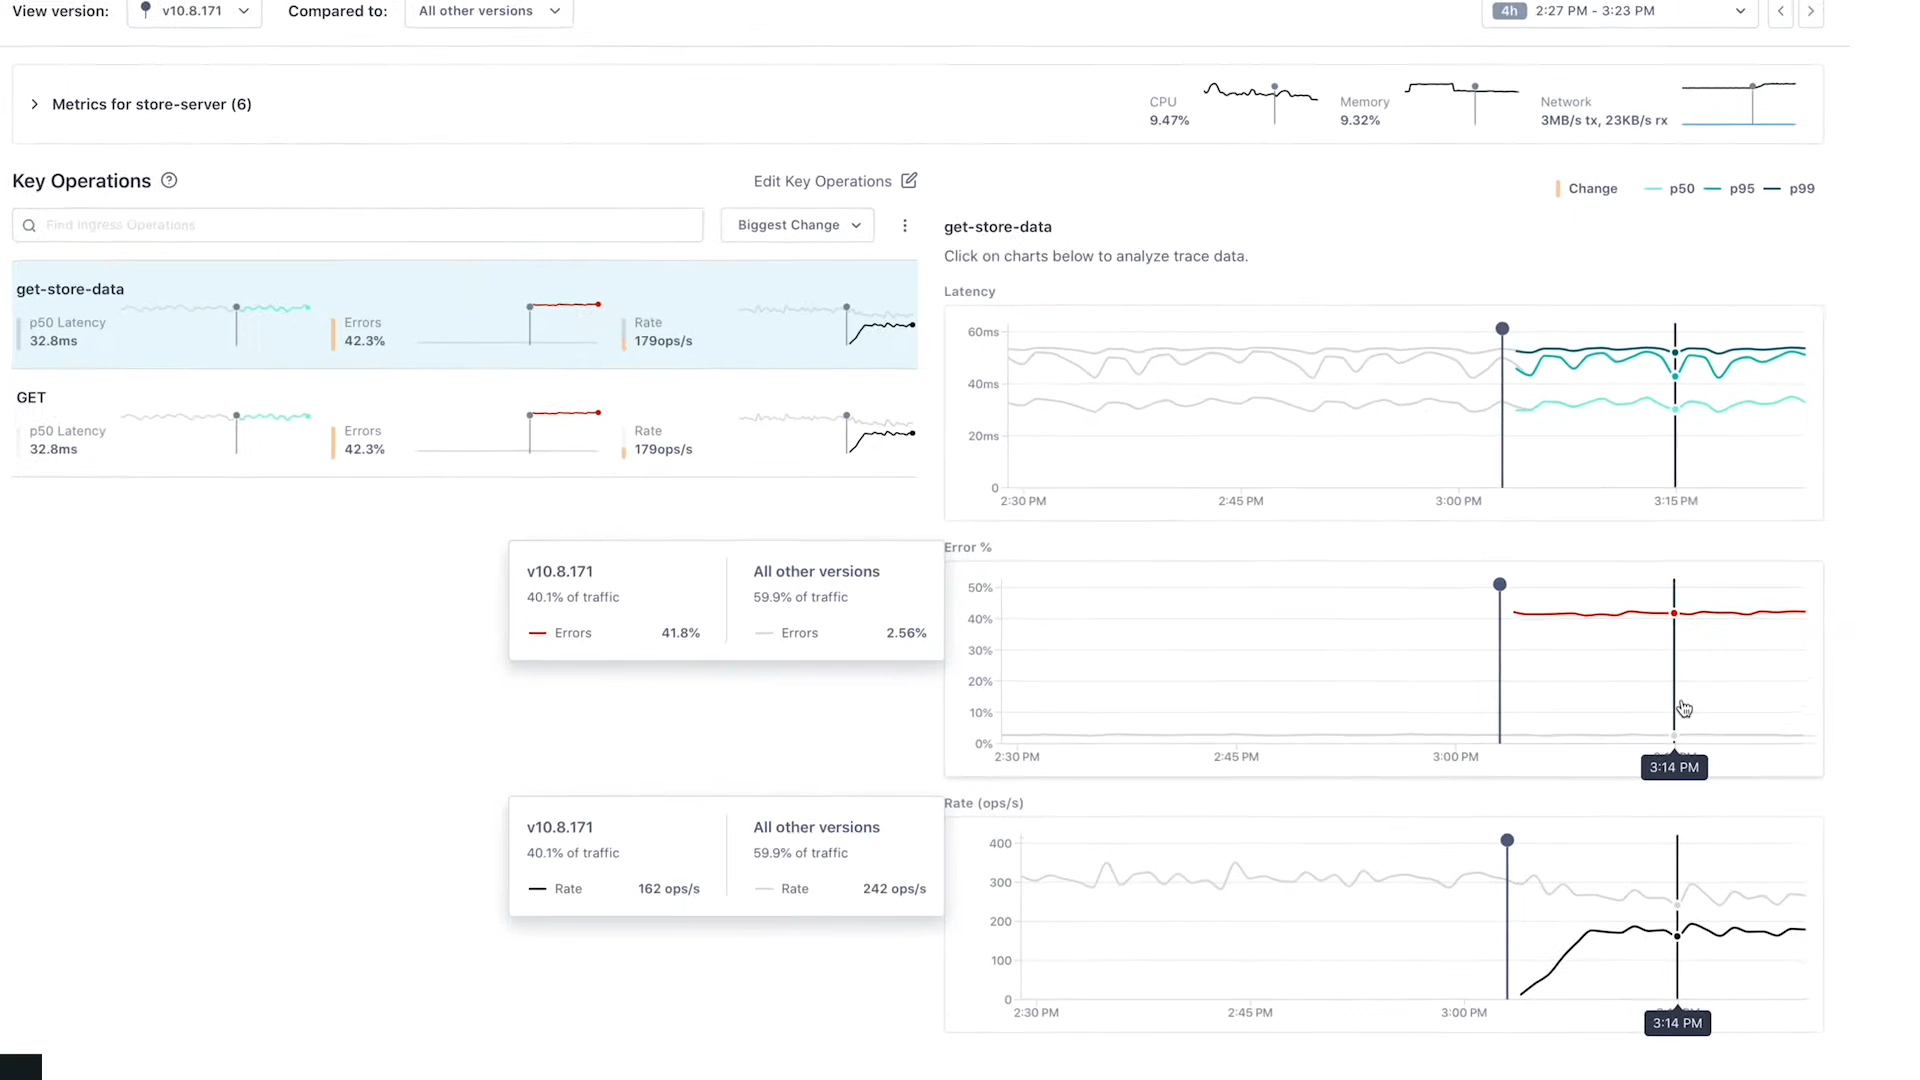 View version: v10.8.171 Compared to: All other versions 4h 2:27 PM - 3:23 PM
Metrics for store-server (6)
CPU
9.47%
Memory
9.32%
Network
3MB/s tx, 23KB/s rx
Key Operations
Edit Key Operations
Find Ingress Operations
Biggest Change
get-store-data
p50 Latency
32.8ms
Errors
42.3%
Rate
179ops/s
GET
p50 Latency
32.8ms
Errors
42.3%
Rate
179ops/s
Change p50 p95 p99
get-store-data
Click on charts below to analyze trace data.
Latency
60ms
40ms
20ms
0
2:30 PM 2:45 PM 3:00 PM 3:15 PM
v10.8.171
40.1% of traffic
Errors 41.8%
All other versions
59.9% of traffic
Errors 2.56%
Error %
50%
40%
30%
20%
10%
0%
2:30 PM 2:45 PM 3:00 PM
3:14 PM
v10.8.171
40.1% of traffic
Rate 162 ops/s
All other versions
59.9% of traffic
Rate 242 ops/s
Rate (ops/s)
400
300
200
100
0
2:30 PM 2:45 PM 3:00 PM
3:14 PM